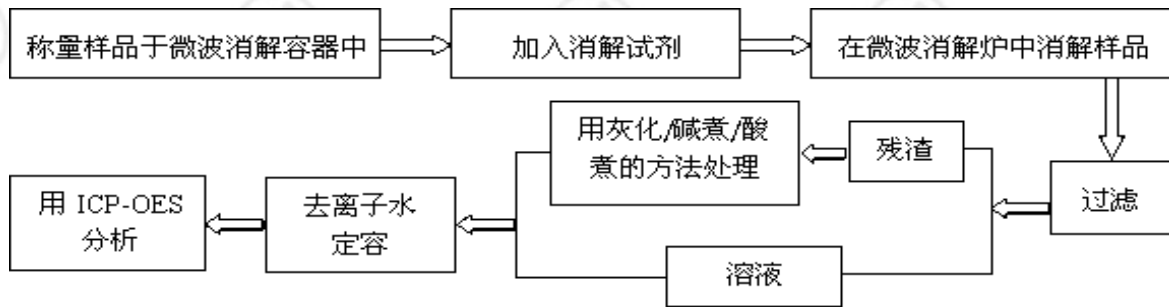 称量样品于微波消解容器中
加入消解试剂
在微波消解炉中消解样品
过滤
残渣
用灰化/碱煮/酸
煮的方法处理
溶液
去离子水
定容
用 ICP-OES
分析